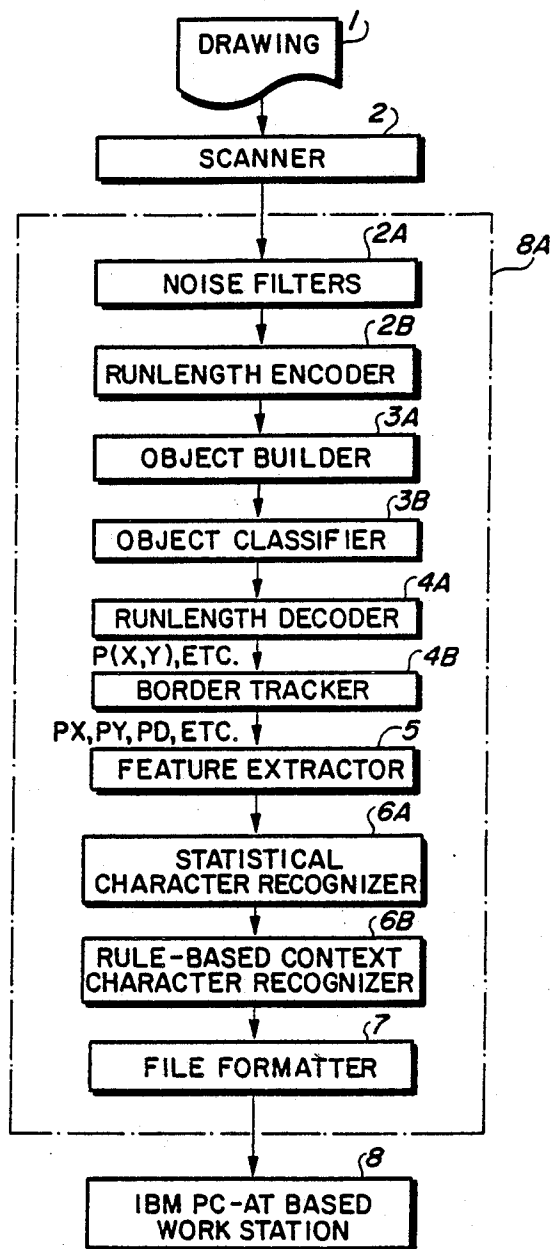 1
DRAWING
2
SCANNER
8A
2A
NOISE FILTERS
2B
RUNLENGTH ENCODER
3A
OBJECT BUILDER
3B
OBJECT CLASSIFIER
4A
RUNLENGTH DECODER
P(X,Y),ETC.
4B
BORDER TRACKER
PX,PY,PD,ETC.
5
FEATURE EXTRACTOR
6A
STATISTICAL
CHARACTER RECOGNIZER
6B
RULE-BASED CONTEXT
CHARACTER RECOGNIZER
7
FILE FORMATTER
8
IBM PC-AT BASED
WORK STATION